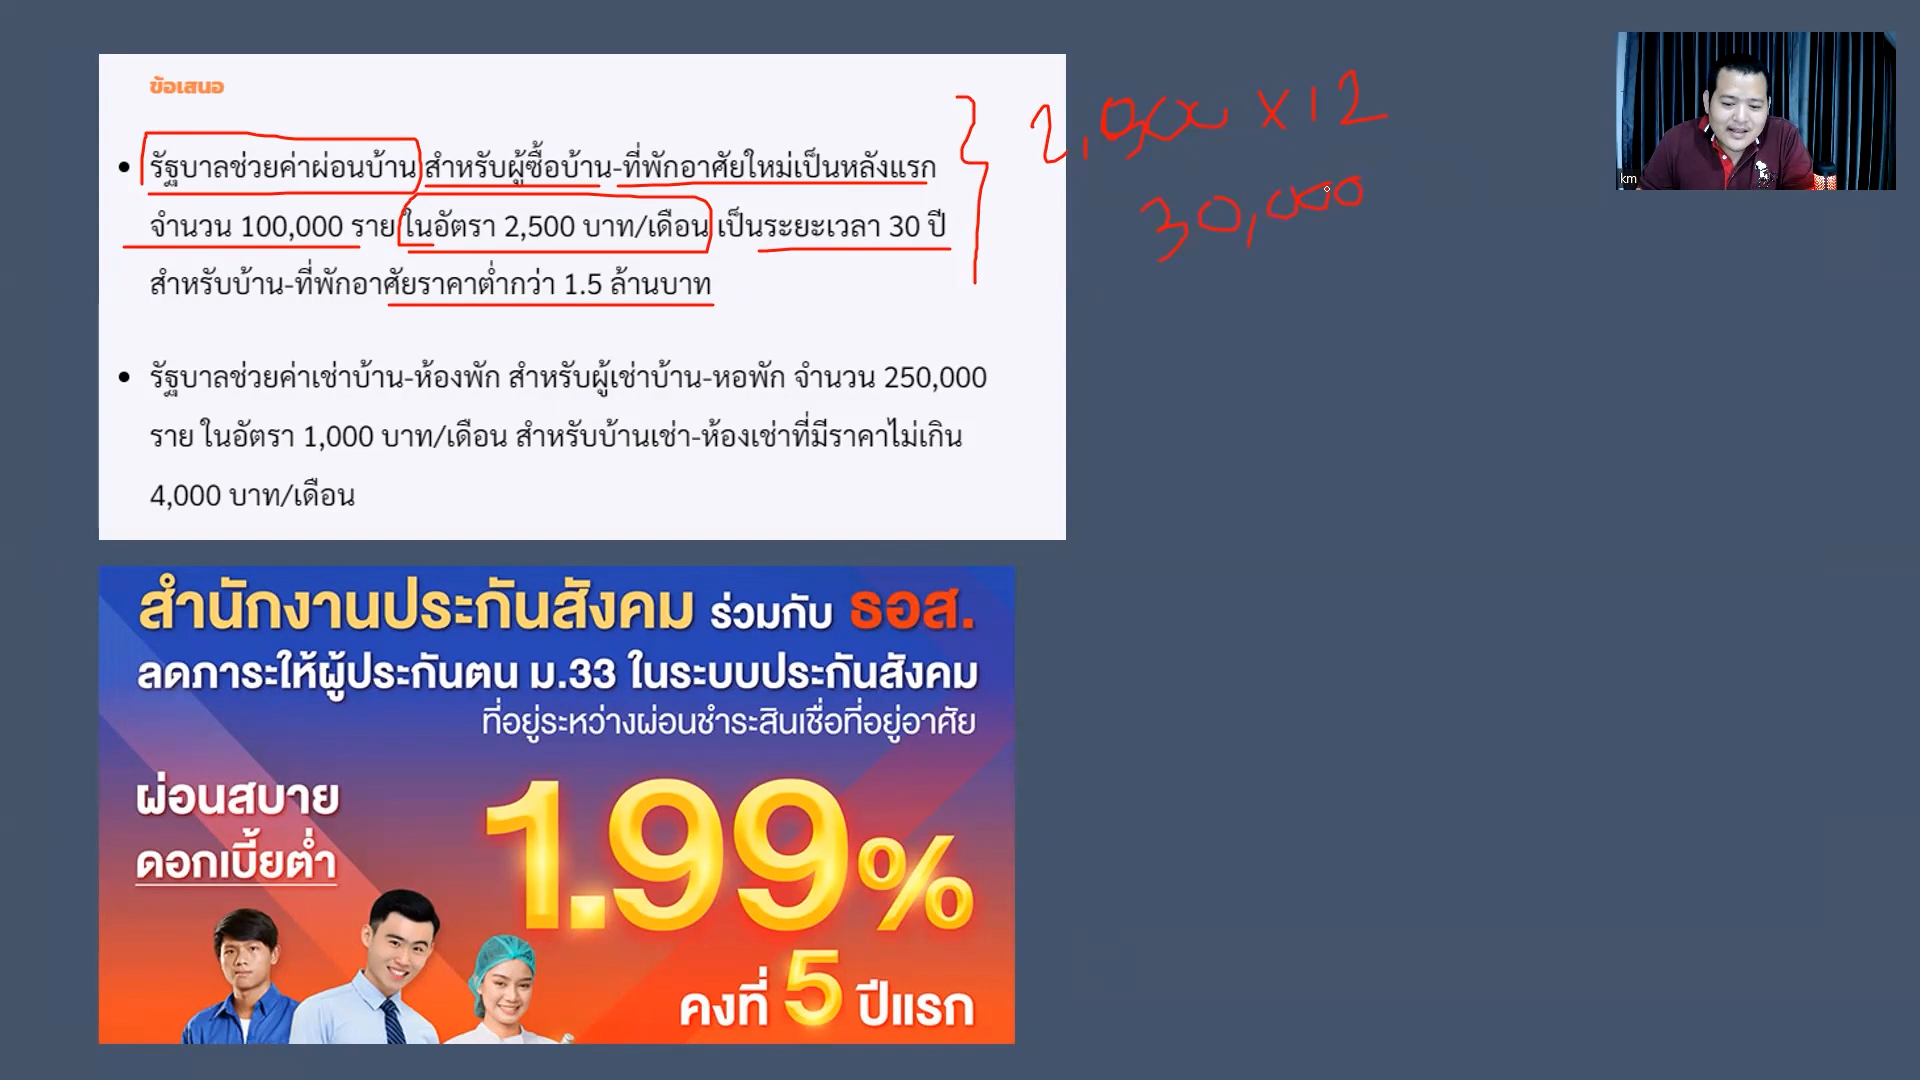 ข้อเสนอ
• รัฐบาลช่วยค่าผ่อนบ้าน สำหรับผู้ซื้อบ้าน-ที่พักอาศัยใหม่เป็นหลังแรก
จำนวน 100,000 ราย ในอัตรา 2,500 บาท/เดือน เป็นระยะเวลา 30 ปี
สำหรับบ้าน-ที่พักอาศัยราคาต่ำกว่า 1.5 ล้านบาท
• รัฐบาลช่วยค่าเช่าบ้าน-ห้องพัก สำหรับผู้เช่าบ้าน-หอพัก จำนวน 250,000
ราย ในอัตรา 1,000 บาท/เดือน สำหรับบ้านเช่า-ห้องเช่าที่มีราคาไม่เกิน
4,000 บาท/เดือน
2,500 x 12
30,000
km
สำนักงานประกันสังคม ร่วมกับ ธอส.
ลดภาระให้ผู้ประกันตน ม.33 ในระบบประกันสังคม
ที่อยู่ระหว่างผ่อนชำระสินเชื่อที่อยู่อาศัย
ผ่อนสบาย
ดอกเบี้ยต่ำ
1.99%
คงที่ 5 ปีแรก